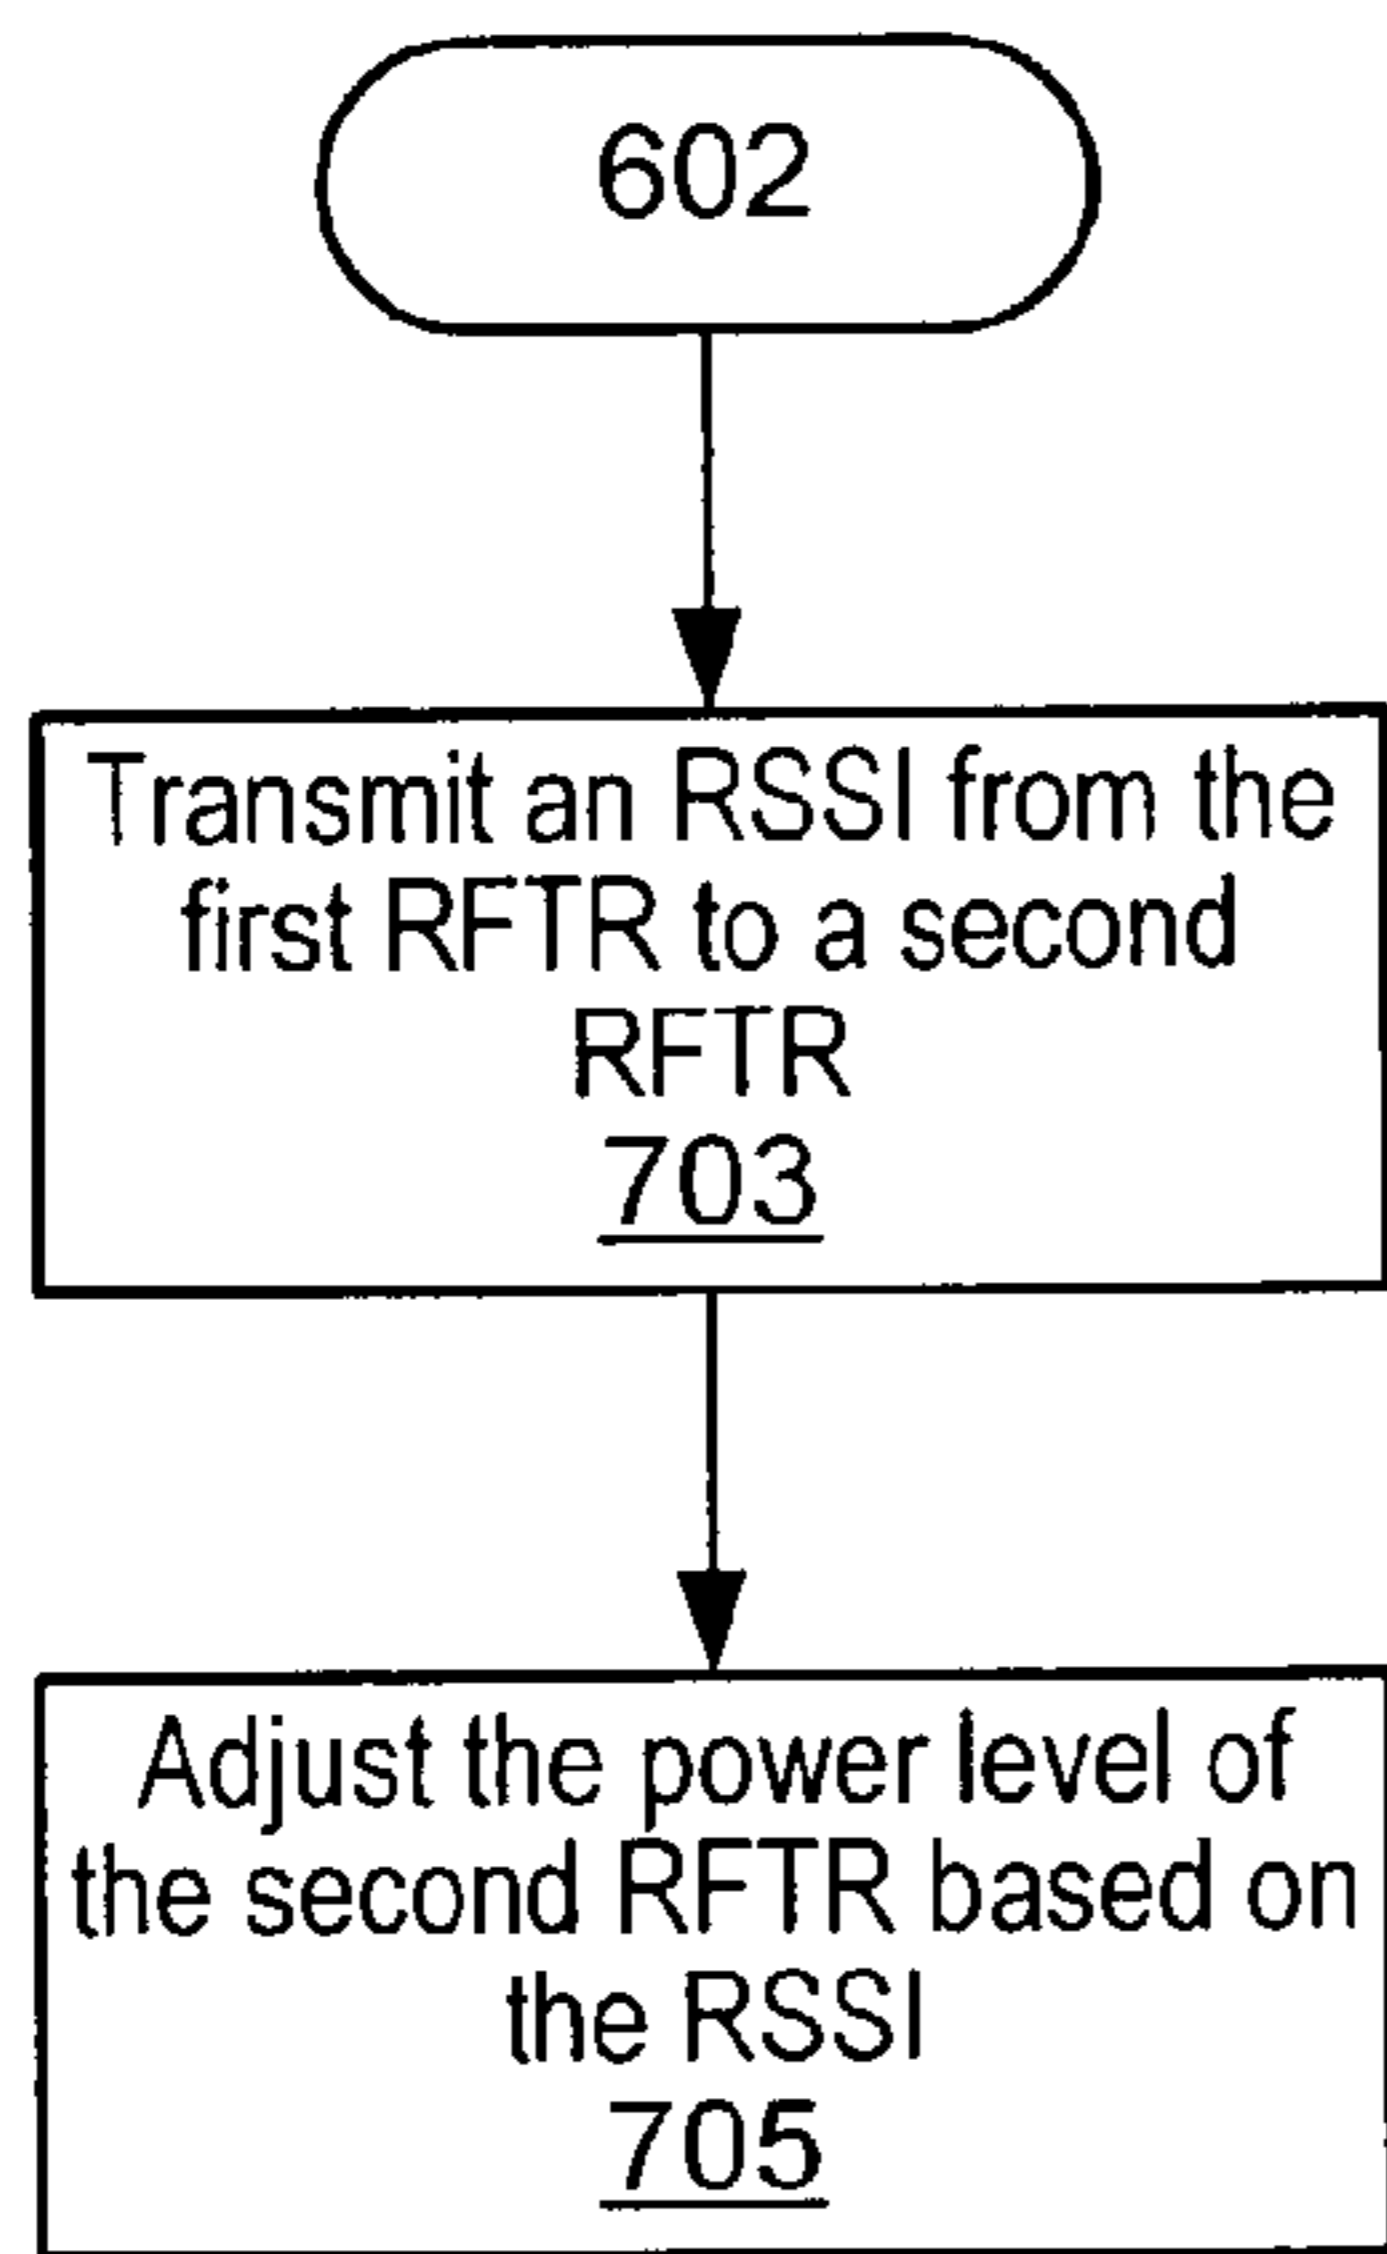 602
Transmit an RSSI from the
first RFTR to a second
RFTR
703
Adjust the power level of
the second RFTR based on
the RSSI
705